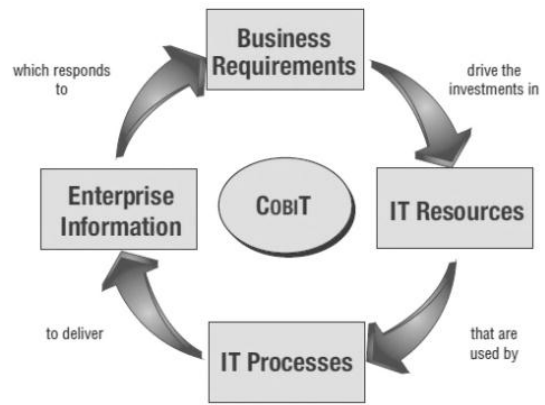 Business
Requirements
which responds
to
drive the
investments in
Enterprise
Information
COBIT
IT Resources
to deliver
that are
used by
IT Processes